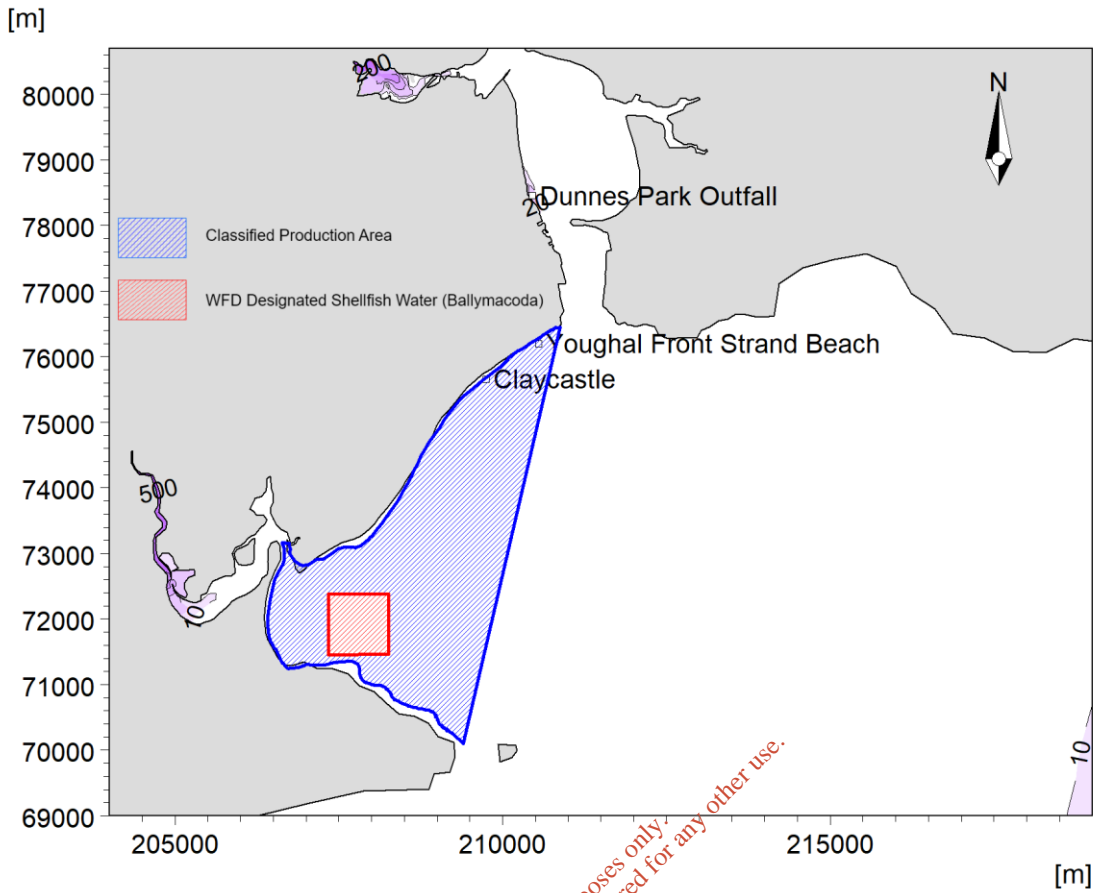 [m]
80000
79000
78000
77000
76000
75000
74000
73000
72000
71000
70000
69000
205000
210000
215000
[m]
N
200
Dunnes Park Outfall
20
Classified Production Area
WFD Designated Shellfish Water (Ballymacoda)
Youghal Front Strand Beach
Claycastle
500
10
10
oses only.
red for any other use.